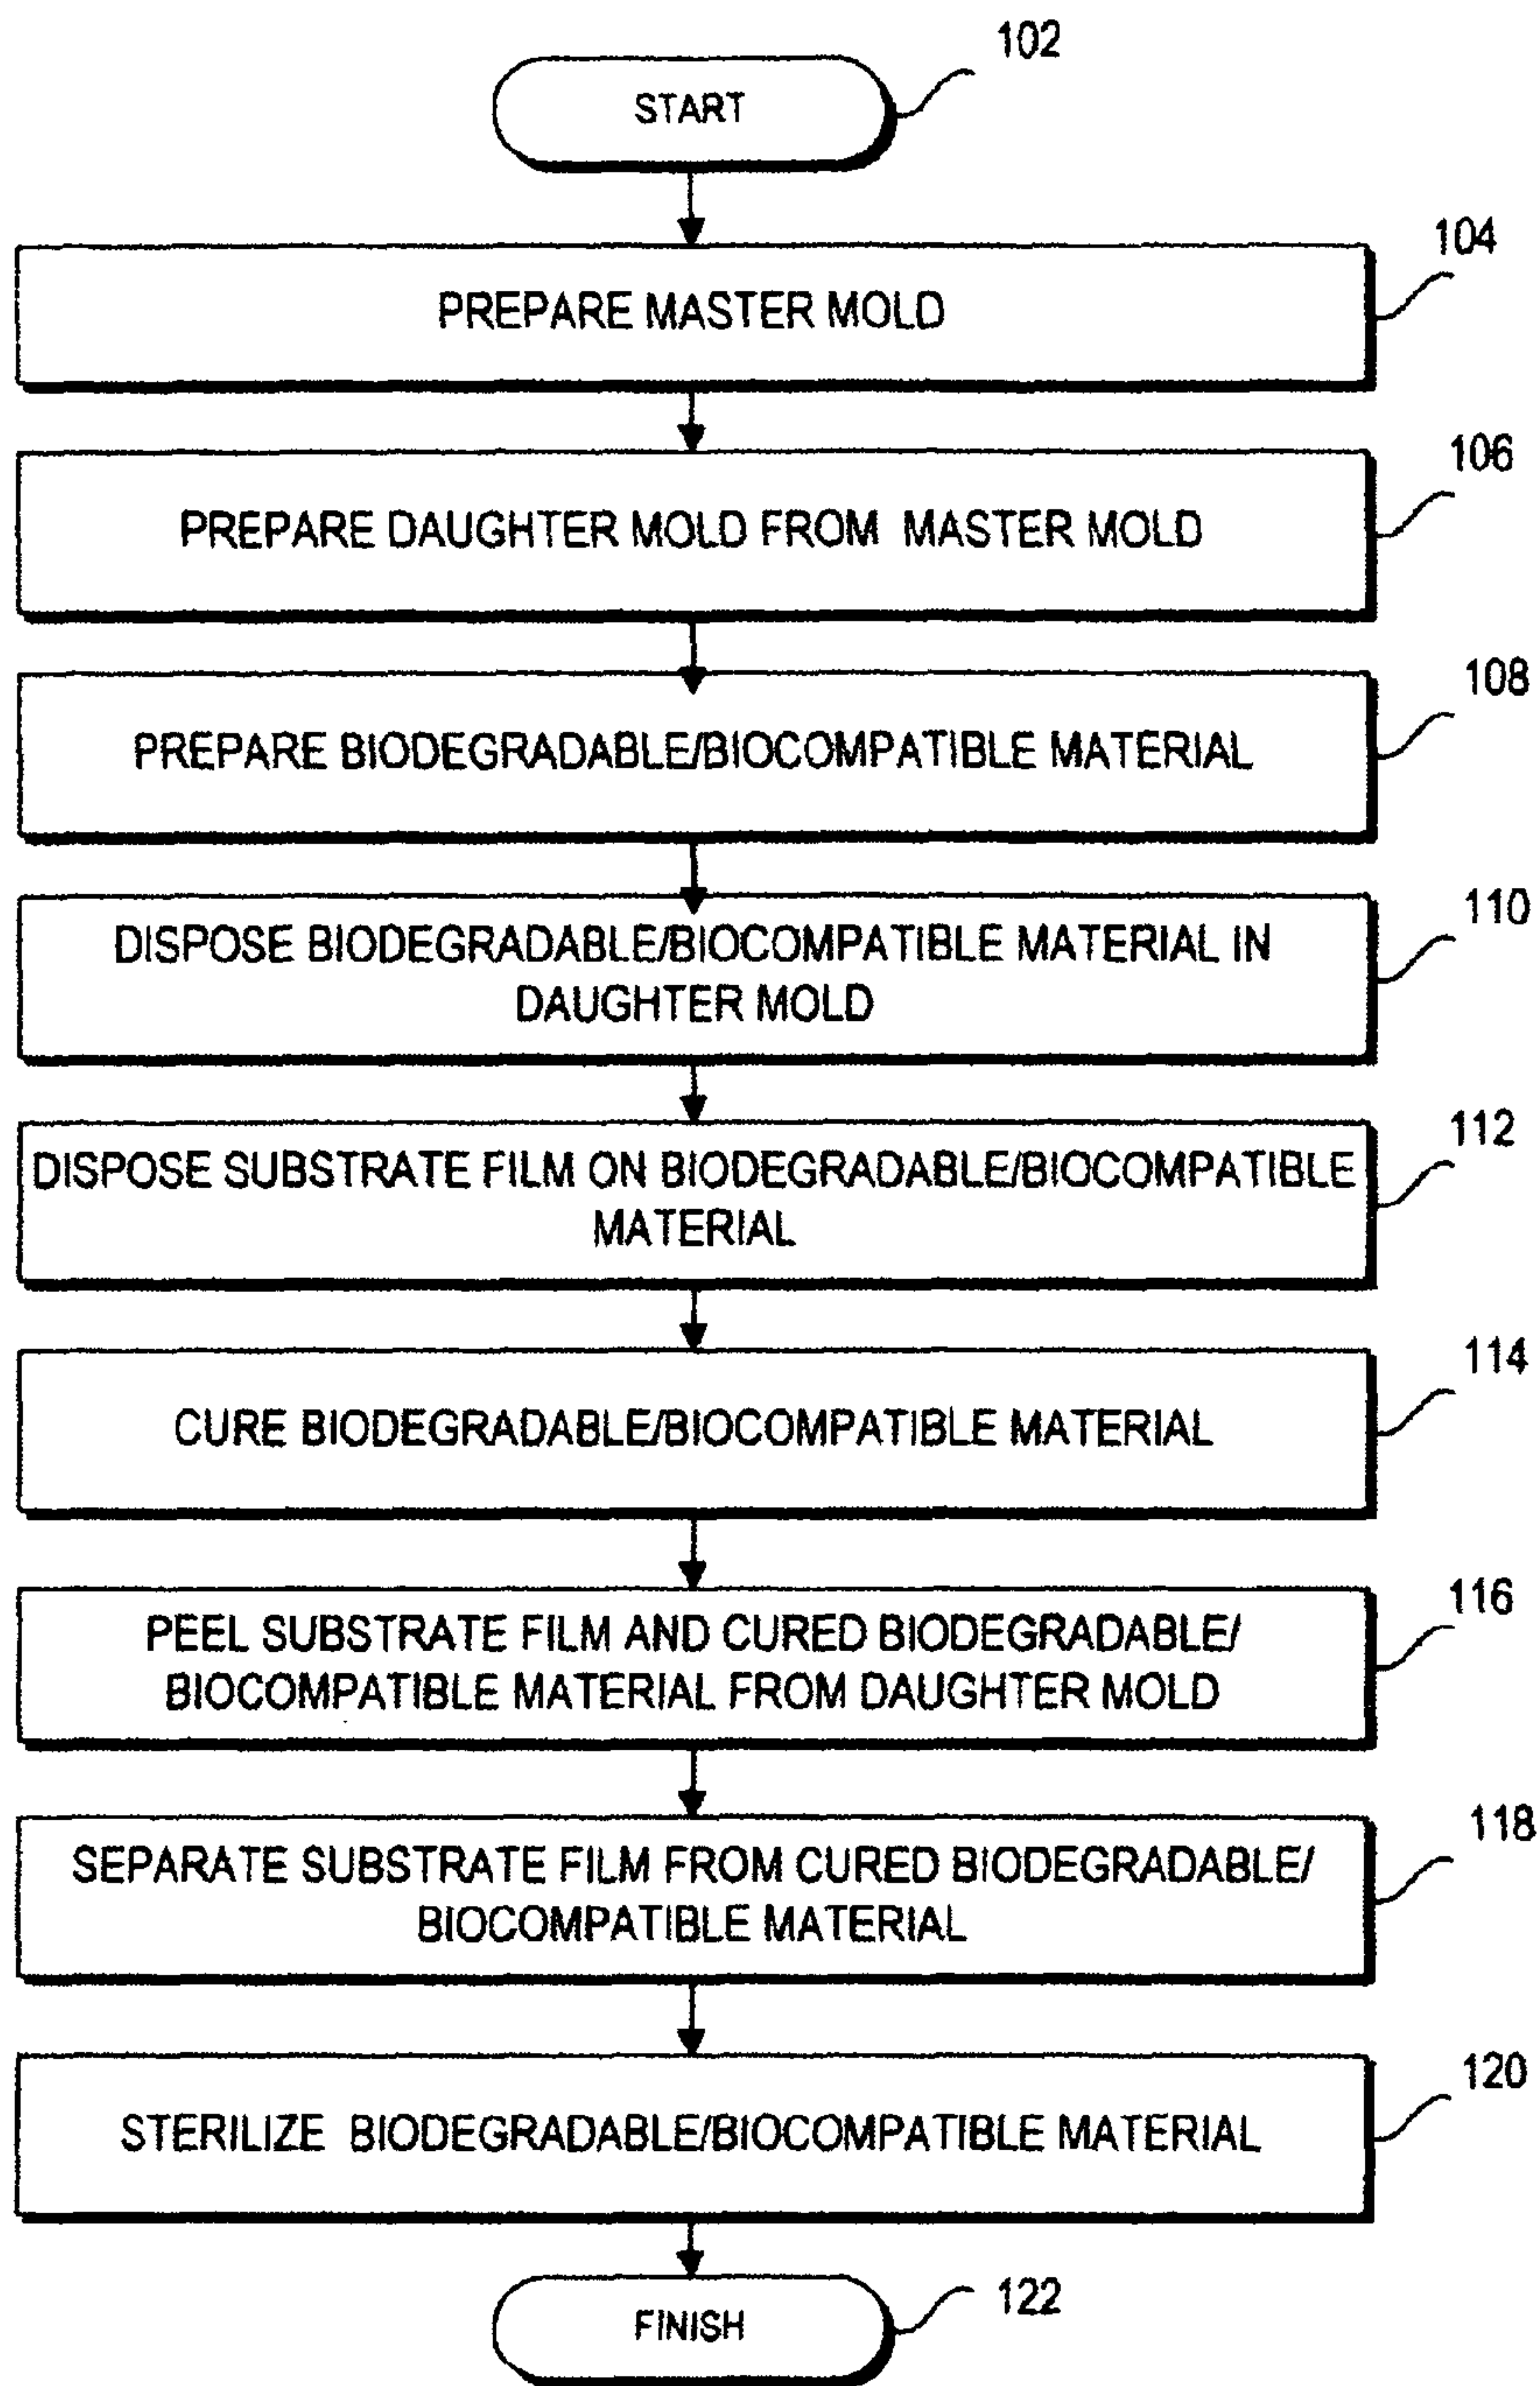 102
START
104
PREPARE MASTER MOLD
106
PREPARE DAUGHTER MOLD FROM MASTER MOLD
108
PREPARE BIODEGRADABLE/BIOCOMPATIBLE MATERIAL
110
DISPOSE BIODEGRADABLE/BIOCOMPATIBLE MATERIAL IN
DAUGHTER MOLD
112
DISPOSE SUBSTRATE FILM ON BIODEGRADABLE/BIOCOMPATIBLE
MATERIAL
114
CURE BIODEGRADABLE/BIOCOMPATIBLE MATERIAL
116
PEEL SUBSTRATE FILM AND CURED BIODEGRADABLE/
BIOCOMPATIBLE MATERIAL FROM DAUGHTER MOLD
118
SEPARATE SUBSTRATE FILM FROM CURED BIODEGRADABLE/
BIOCOMPATIBLE MATERIAL
120
STERILIZE BIODEGRADABLE/BIOCOMPATIBLE MATERIAL
122
FINISH